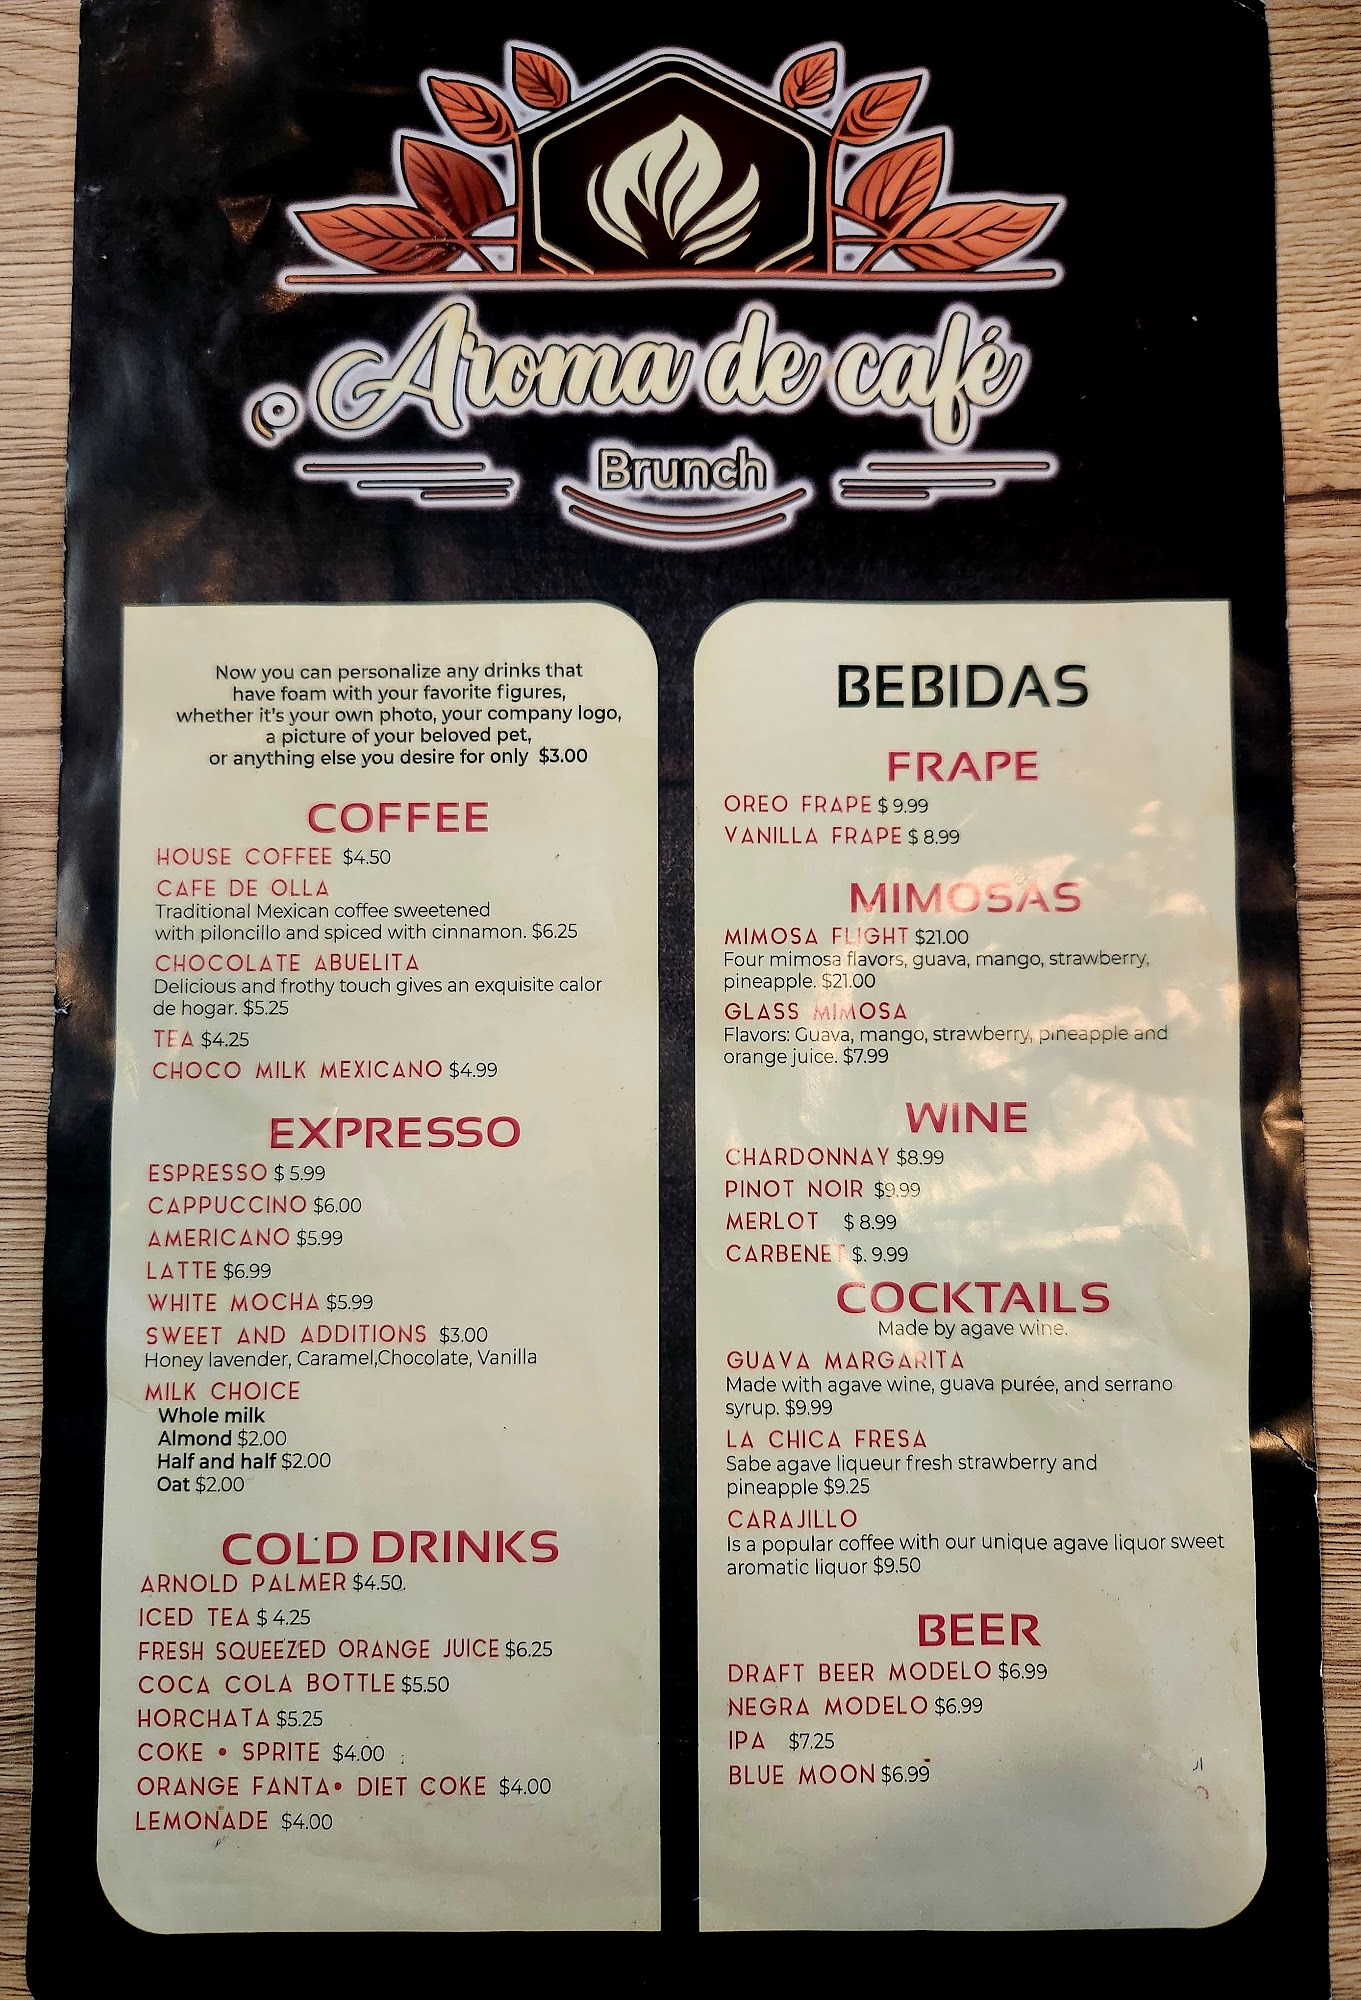 Aroma de café
Brunch
Now you can personalize any drinks that
have foam with your favorite figures,
whether it's your own photo, your company logo,
a picture of your beloved pet,
or anything else you desire for only $3.00
COFFEE
HOUSE COFFEE $4.50
CAFE DE OLLA
Traditional Mexican coffee sweetened
with piloncillo and spiced with cinnamon. $6.25
CHOCOLATE ABUELITA
Delicious and frothy touch gives an exquisite calor
de hogar. $5.25
TEA $4.25
CHOCO MILK MEXICANO $4.99
EXPRESSO
ESPRESSO $ 5.99
CAPPUCCINO $6.00
AMERICANO $5.99
LATTE $6.99
WHITE MOCHA $5.99
SWEET AND ADDITIONS $3.00
Honey lavender, Caramel,Chocolate, Vanilla
MILK CHOICE
Whole milk
Almond $2.00
Half and half $2.00
Oat $2.00
COLD DRINKS
ARNOLD PALMER $4.50.
ICED TEA $ 4.25
FRESH SQUEEZED ORANGE JUICE $6.25
COCA COLA BOTTLE $5.50
HORCHATA $5.25
COKE • SPRITE $4.00
ORANGE FANTA• DIET COKE $4.00
LEMONADE $4.00
BEBIDAS
FRAPE
OREO FRAPE $ 9.99
VANILLA FRAPE $ 8.99
MIMOSAS
MIMOSA FLIGHT $21.00
Four mimosa flavors, guava, mango, strawberry,
pineapple. $21.00
GLASS MIMOSA
Flavors: Guava, mango, strawberry, pineapple and
orange juice. $7.99
WINE
CHARDONNAY $8.99
PINOT NOIR $9.99
MERLOT $ 8.99
CARBENET $. 9.99
COCKTAILS
Made by agave wine.
GUAVA MARGARITA
Made with agave wine, guava purée, and serrano
syrup. $9.99
LA CHICA FRESA
Sabe agave liqueur fresh strawberry and
pineapple $9.25
CARAJILLO
Is a popular coffee with our unique agave liquor sweet
aromatic liquor $9.50
BEER
DRAFT BEER MODELO $6.99
NEGRA MODELO $6.99
IPA $7.25
BLUE MOON $6.99